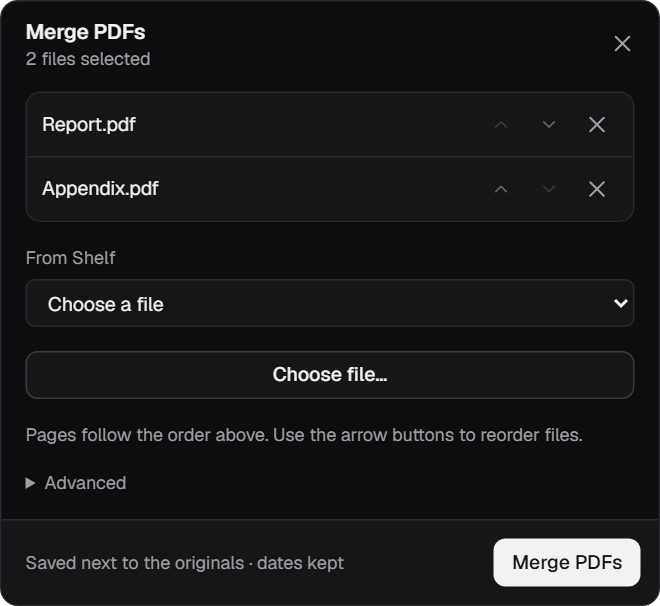 Merge PDFs
2 files selected
Report.pdf
Appendix.pdf
From Shelf
Choose a file
Choose file...
Pages follow the order above. Use the arrow buttons to reorder files.
Advanced
Saved next to the originals · dates kept
Merge PDFs